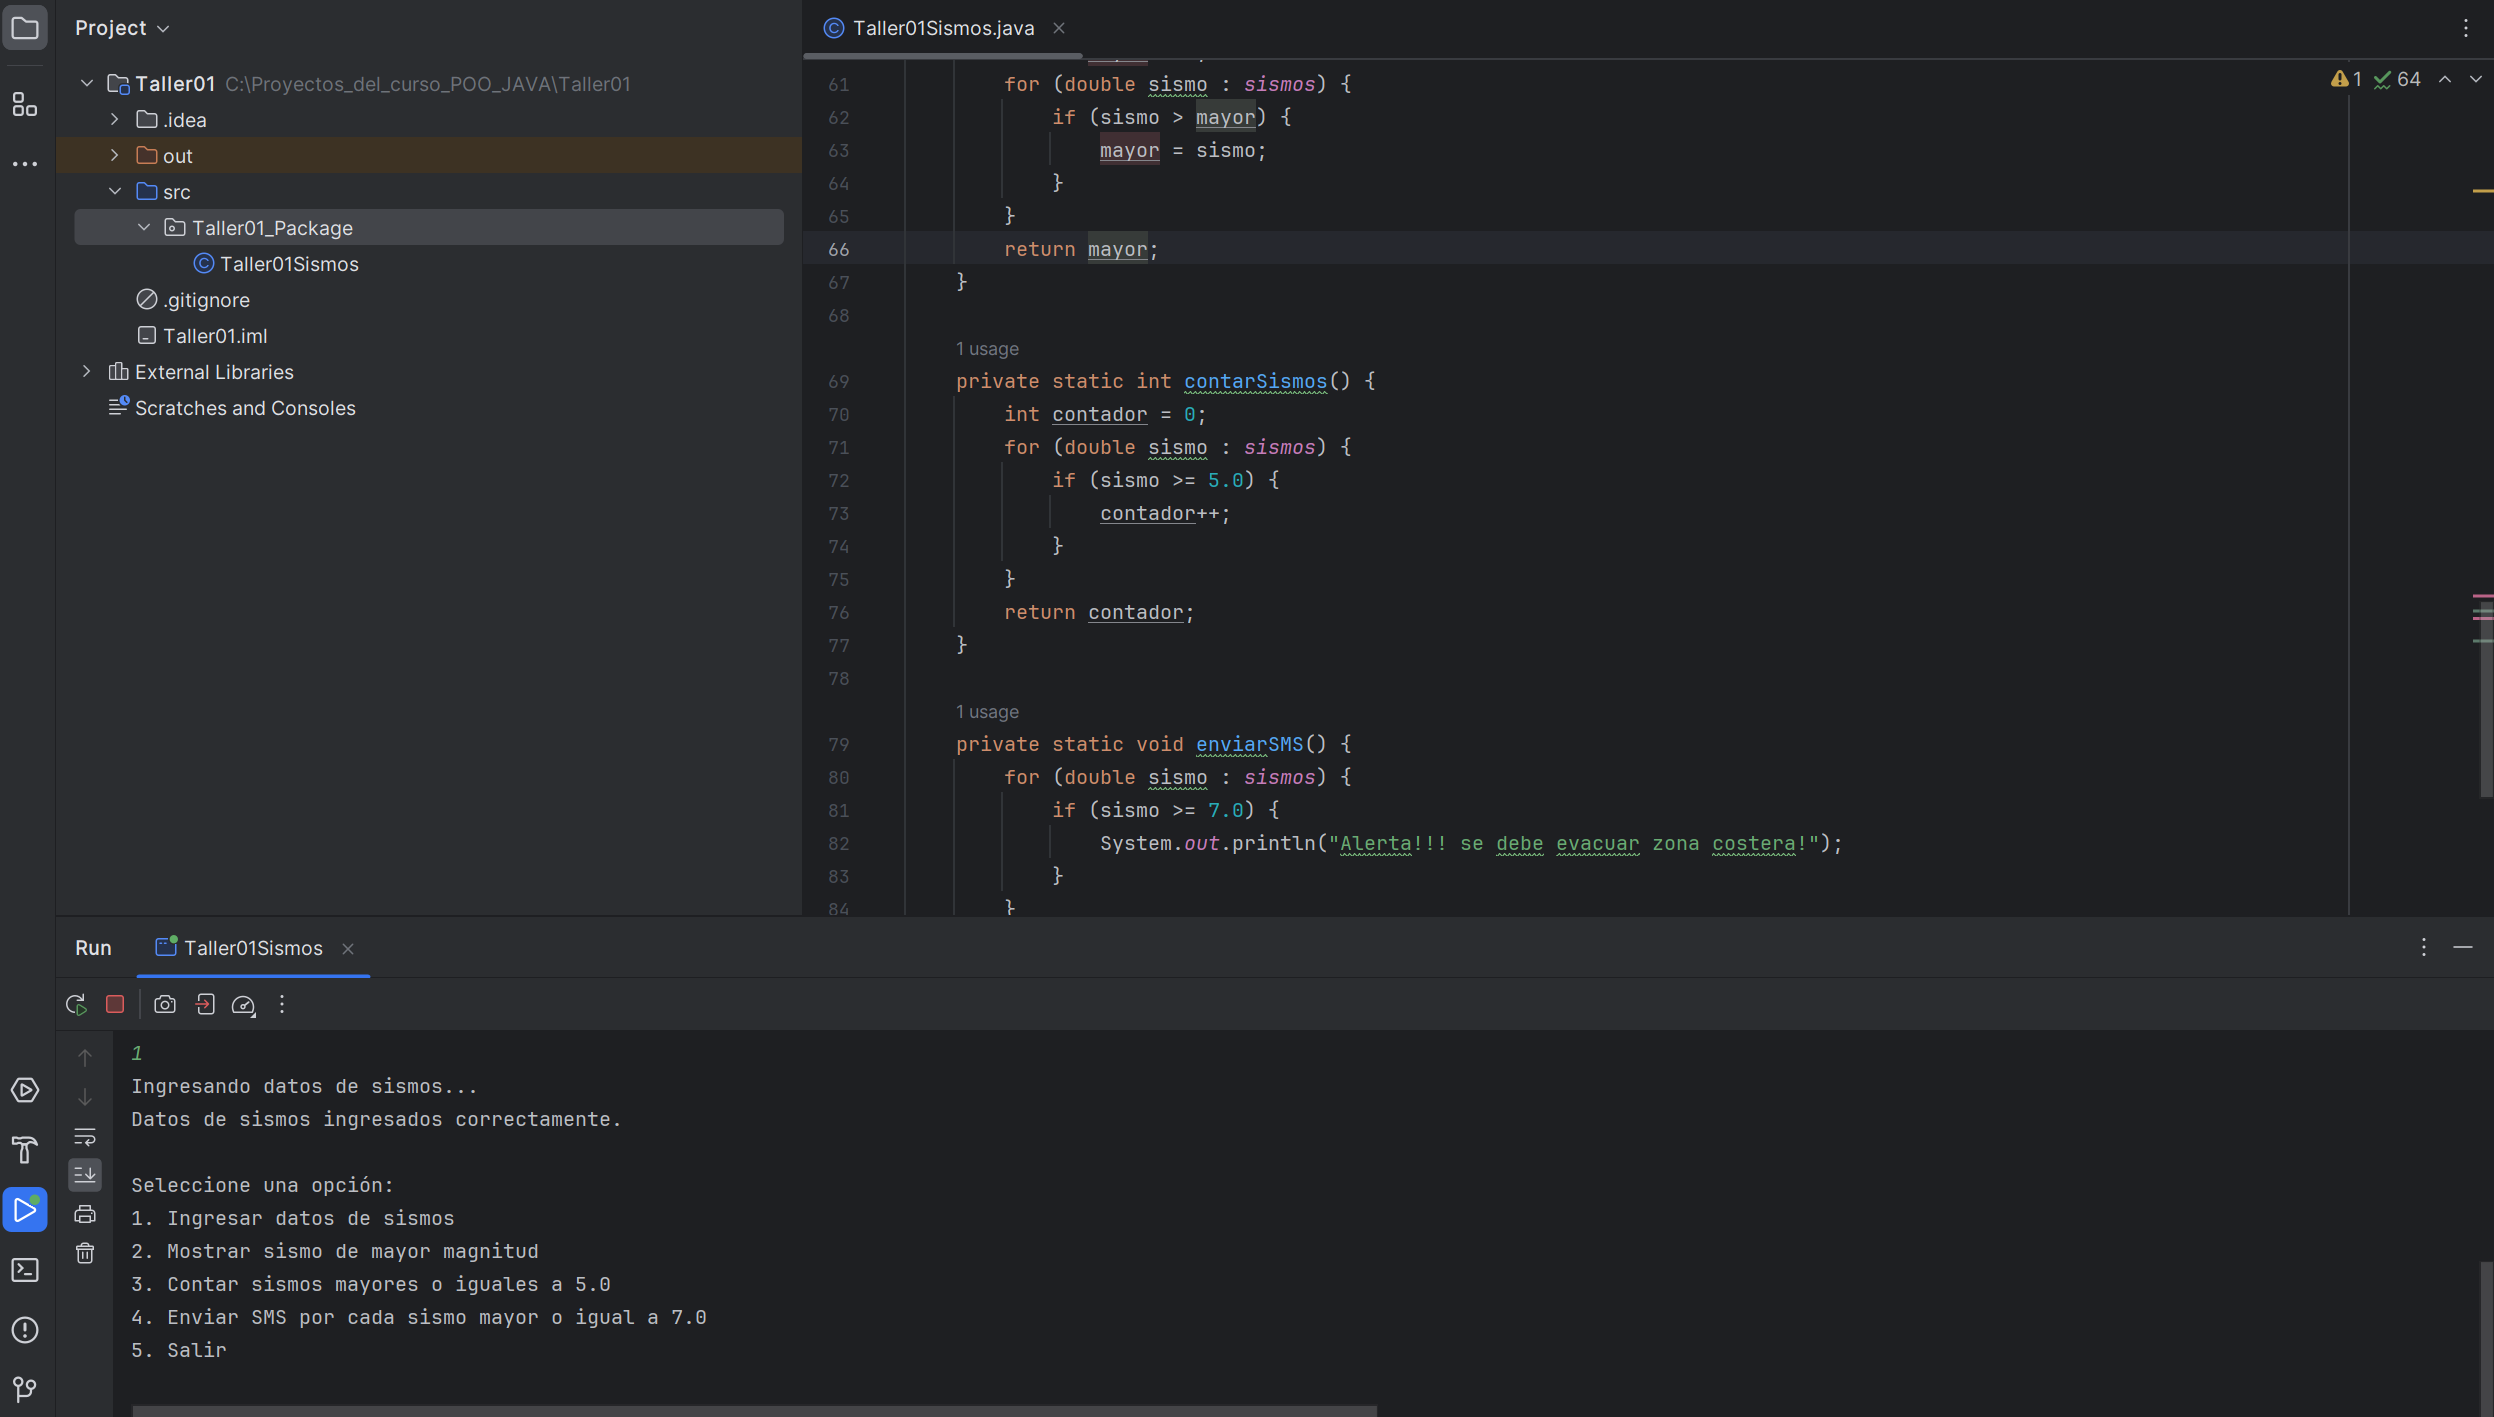 Project
Taller01 C:\Proyectos_del_curso_POO_JAVA\Taller01
.idea
out
src
Taller01_Package
Taller01Sismos
.gitignore
Taller01.iml
External Libraries
Scratches and Consoles
Taller01Sismos.java
1 64
61 for (double sismo : sismos) {
62 if (sismo > mayor) {
63 mayor = sismo;
64 }
65 }
66 return mayor;
67 }
68
1 usage
69 private static int contarSismos() {
70 int contador = 0;
71 for (double sismo : sismos) {
72 if (sismo >= 5.0) {
73 contador++;
74 }
75 }
76 return contador;
77 }
78
1 usage
79 private static void enviarSMS() {
80 for (double sismo : sismos) {
81 if (sismo >= 7.0) {
82 System.out.println("Alerta!!! se debe evacuar zona costera!");
83 }
84 }
Run Taller01Sismos
1
Ingresando datos de sismos...
Datos de sismos ingresados correctamente.
Seleccione una opción:
1. Ingresar datos de sismos
2. Mostrar sismo de mayor magnitud
3. Contar sismos mayores o iguales a 5.0
4. Enviar SMS por cada sismo mayor o igual a 7.0
5. Salir